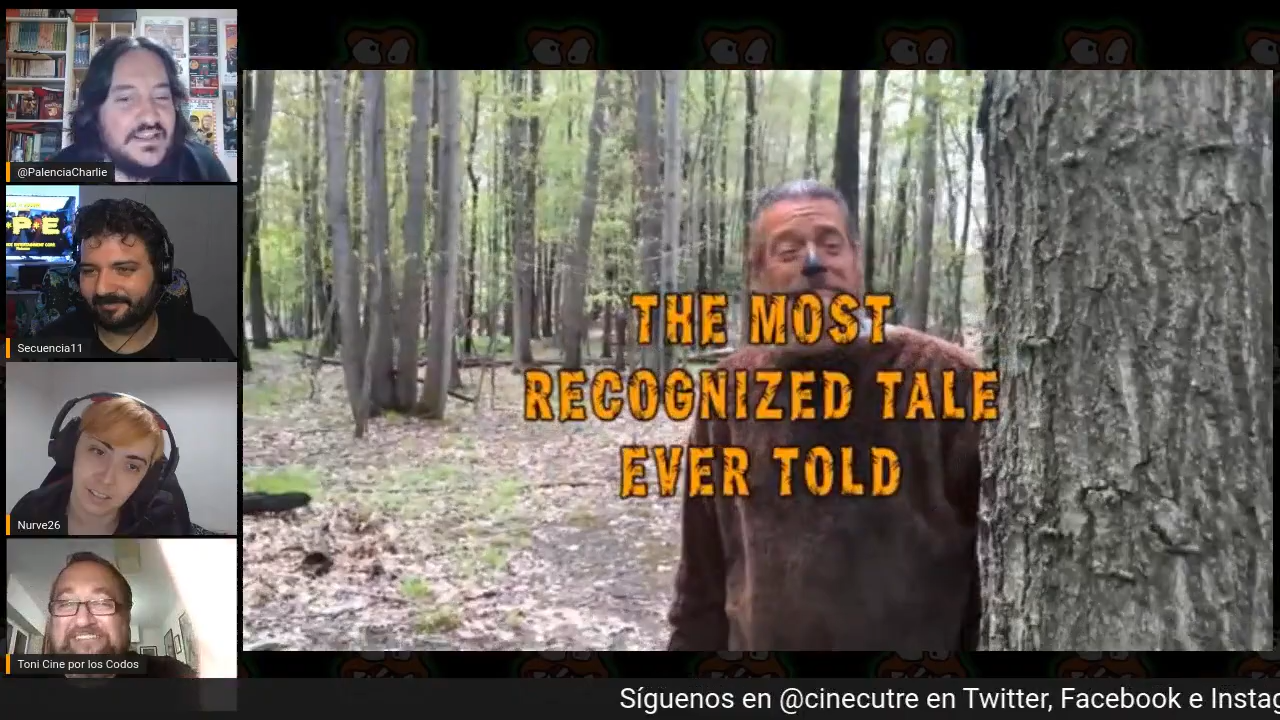 @PalenciaCharlie
P*E
Secuencia11
Nurve26
Toni Cine por los Codos
THE MOST
RECOGNIZED TALE
EVER TOLD
Síguenos en @cinecutre en Twitter, Facebook e Instag